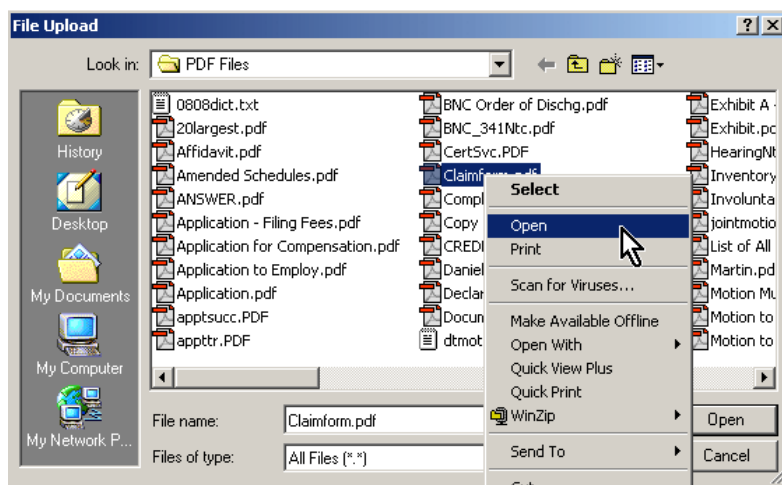 File Upload
Look in:
PDF Files
History
Desktop
My Documents
My Computer
My Network P...
0808dict.txt
20largest.pdf
Affidavit.pdf
Amended Schedules.pdf
ANSWER.pdf
Application - Filing Fees.pdf
Application for Compensation.pdf
Application to Employ.pdf
Application.pdf
apptsucc.PDF
appttr.PDF
BNC Order of Dischg.pdf
BNC_341Ntc.pdf
CertSvc.PDF
Claimform.pdf
Compl
Copy
CREDI
Daniel
Declar
Docum
dtmot
Exhibit A -
Exhibit.pd
HearingNt
Inventory
Involunta
jointmotio
List of All
Martin.pd
Motion Mu
Motion to
Motion to
Select
Open
Print
Scan for Viruses...
Make Available Offline
Open With
Quick View Plus
Quick Print
WinZip
Send To
File name:
Claimform.pdf
Open
Files of type:
All Files (*.*)
Cancel